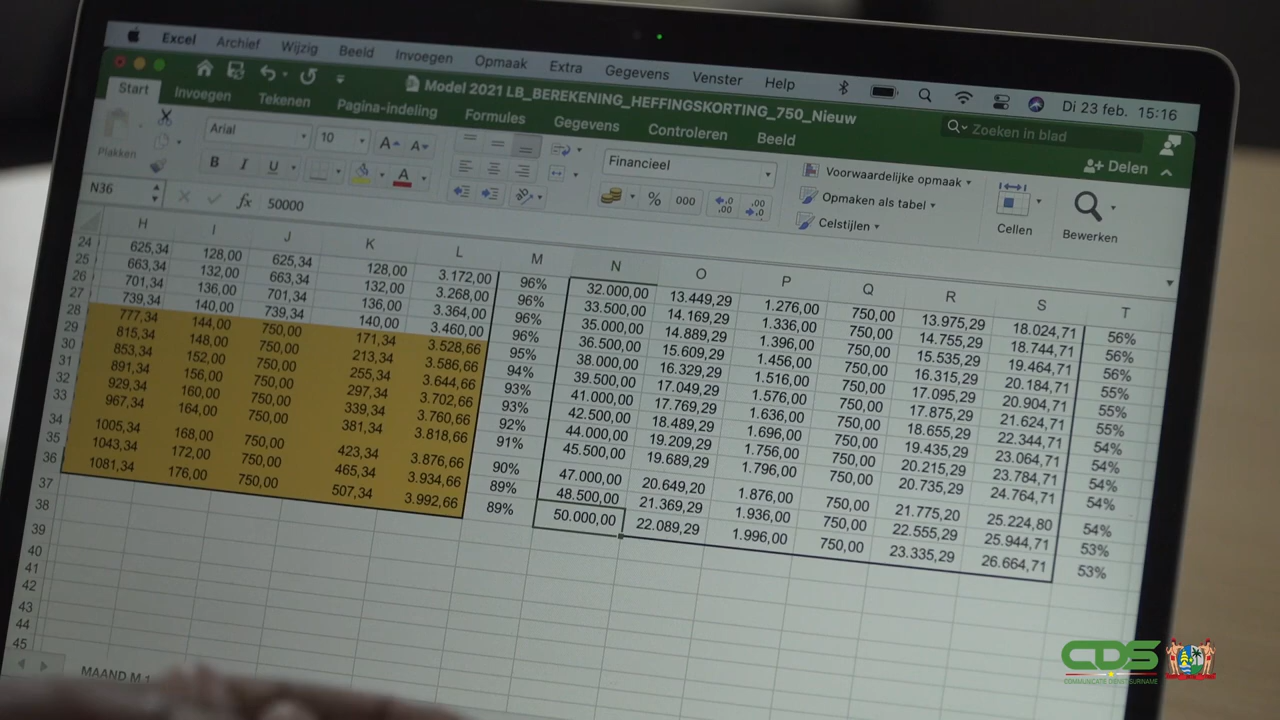 Excel Archief Wijzig Beeld Invoegen Opmaak Extra Gegevens Venster Help Di 23 feb. 15:16
Model 2021 LB_BEREKENING_HEFFINGSKORTING_750_Nieuw
Zoeken in blad
Start Invoegen Tekenen Pagina-indeling Formules Gegevens Controleren Beeld Delen
Plakken Arial 10 Financieel Voorwaardelijke opmaak
B I U A % 000 Opmaken als tabel
Celstijlen Cellen Bewerken
N36 fx 50000
H I J K L M N O P Q R S T
24 625,34 128,00 625,34 128,00 3.172,00 96% 32.000,00 13.449,29 1.276,00 750,00 13.975,29 18.024,71 56%
25 663,34 132,00 663,34 132,00 3.268,00 96% 33.500,00 14.169,29 1.336,00 750,00 14.755,29 18.744,71 56%
26 701,34 136,00 701,34 136,00 3.364,00 96% 35.000,00 14.889,29 1.396,00 750,00 15.535,29 19.464,71 56%
27 739,34 140,00 739,34 140,00 3.460,00 96% 36.500,00 15.609,29 1.456,00 750,00 16.315,29 20.184,71 55%
28 777,34 144,00 750,00 171,34 3.528,66 95% 38.000,00 16.329,29 1.516,00 750,00 17.095,29 20.904,71 55%
29 815,34 148,00 750,00 213,34 3.586,66 94% 39.500,00 17.049,29 1.576,00 750,00 17.875,29 21.624,71 55%
30 853,34 152,00 750,00 255,34 3.644,66 93% 41.000,00 17.769,29 1.636,00 750,00 18.655,29 22.344,71 54%
31 891,34 156,00 750,00 297,34 3.702,66 93% 42.500,00 18.489,29 1.696,00 750,00 19.435,29 23.064,71 54%
32 929,34 160,00 750,00 339,34 3.760,66 92% 44.000,00 19.209,29 1.756,00 750,00 20.215,29 23.784,71 54%
33 967,34 164,00 750,00 381,34 3.818,66 91% 45.500,00 19.689,29 1.796,00 750,00 20.735,29 24.764,71 54%
34 1005,34 168,00 750,00 423,34 3.876,66 90% 47.000,00 20.649,20 1.876,00 750,00 21.775,20 25.224,80 54%
35 1043,34 172,00 750,00 465,34 3.934,66 89% 48.500,00 21.369,29 1.936,00 750,00 22.555,29 25.944,71 53%
36 1081,34 176,00 750,00 507,34 3.992,66 89% 50.000,00 22.089,29 1.996,00 750,00 23.335,29 26.664,71 53%
37
38
39
40
41
42
43
44
45
MAAND M 1
CDS
COMMUNICATIE DIENST SURINAME